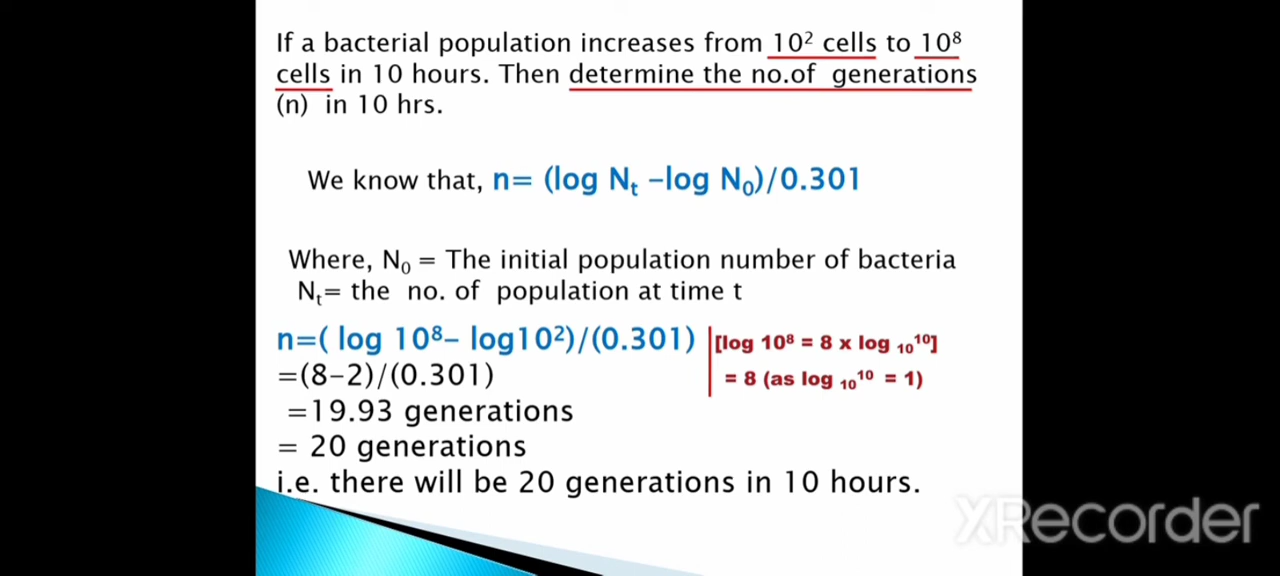 If a bacterial population increases from 10² cells to 10⁸
cells in 10 hours. Then determine the no.of generations
(n) in 10 hrs.
We know that, n= (log Nₜ –log N₀)/0.301
Where, N₀ = The initial population number of bacteria
Nₜ= the no. of population at time t
n=( log 10⁸– log10²)/(0.301) [log 10⁸ = 8 x log ₁₀¹⁰]
=(8–2)/(0.301) = 8 (as log ₁₀¹⁰ = 1)
=19.93 generations
= 20 generations
i.e. there will be 20 generations in 10 hours.
XRecorder